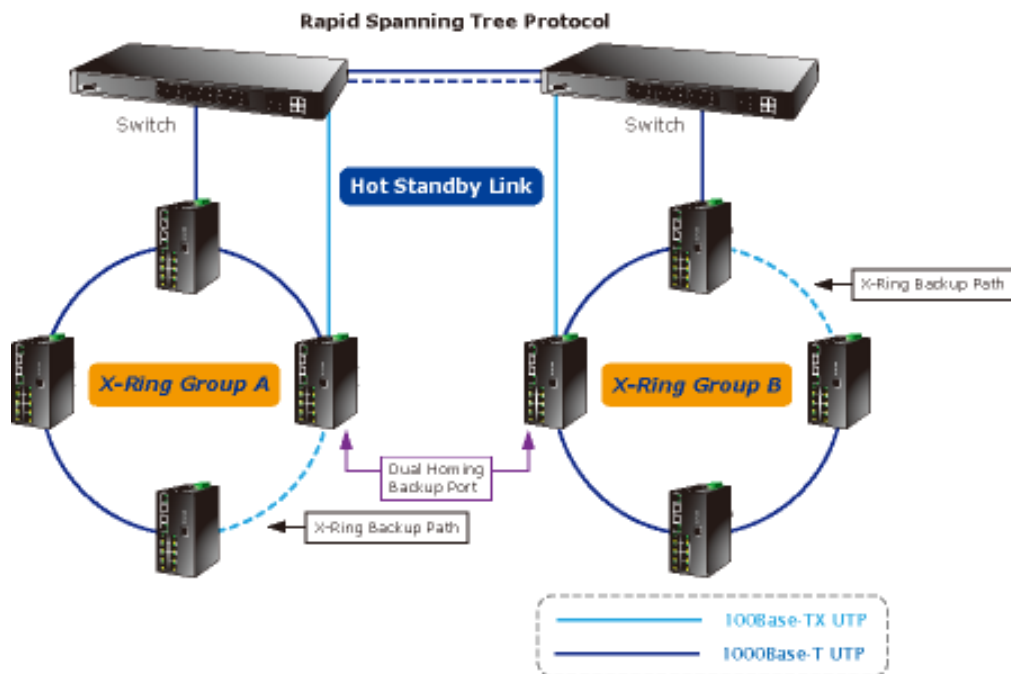 Rapid Spanning Tree Protocol
Switch
Switch
Hot Standby Link
X-Ring Backup Path
X-Ring Group A
X-Ring Group B
Dual Homing
Backup Port
X-Ring Backup Path
100Base-TX UTP
1000Base-T UTP